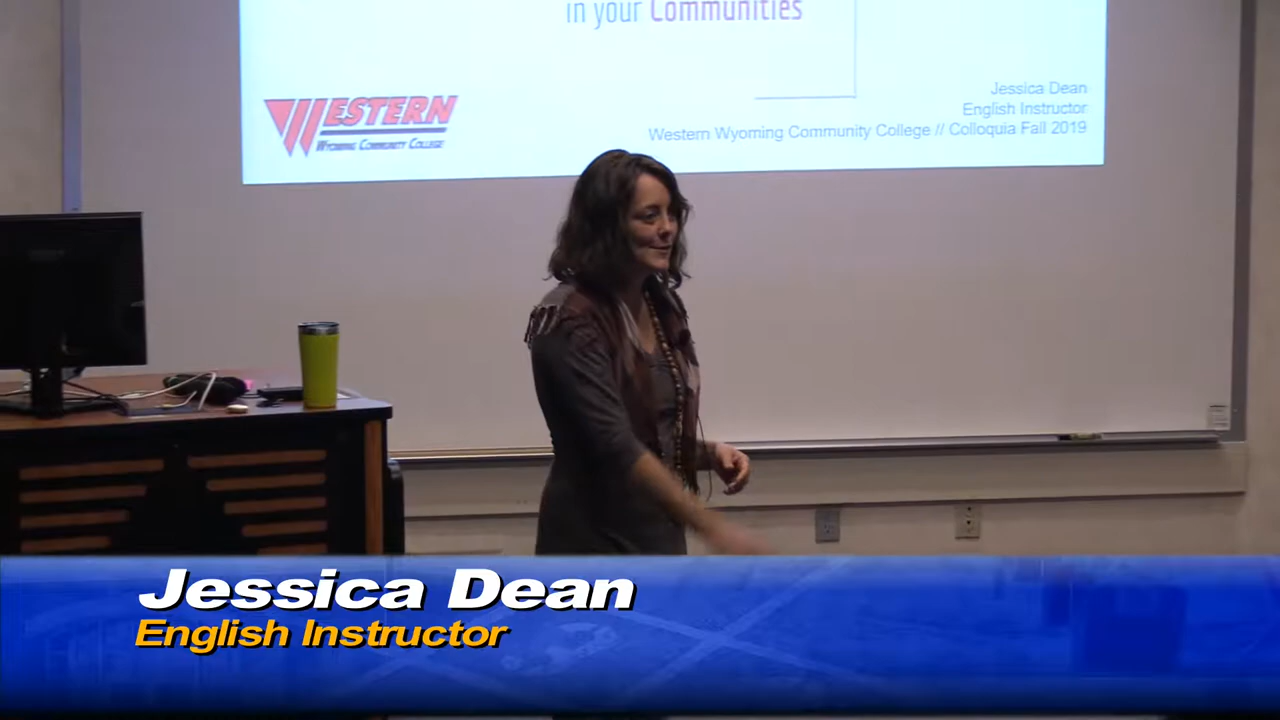 in your Communities
WESTERN
WYOMING COMMUNITY COLLEGE
Jessica Dean
English Instructor
Western Wyoming Community College // Colloquia Fall 2019
Jessica Dean
English Instructor